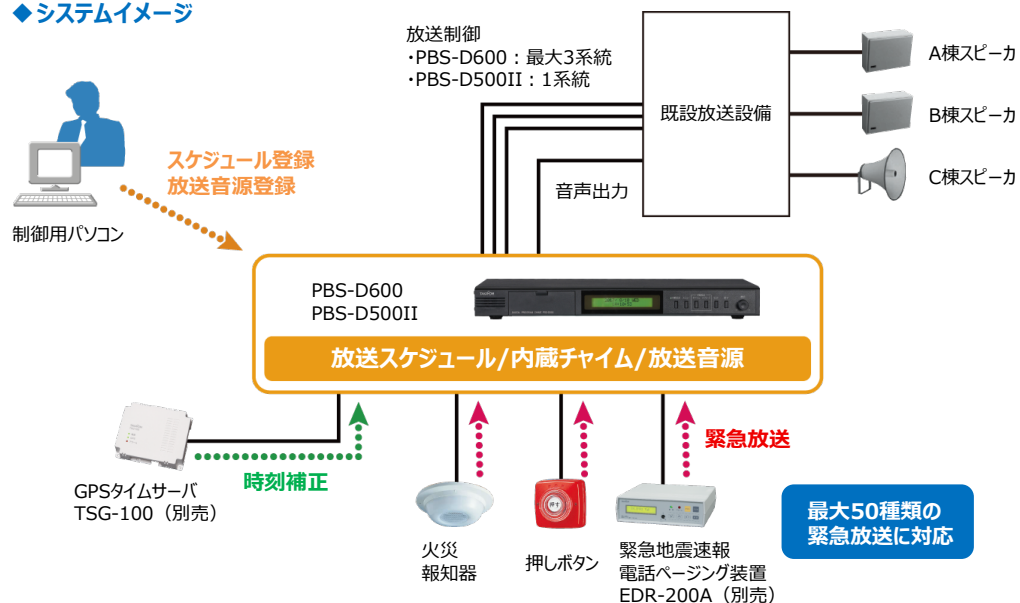 ◆システムイメージ
放送制御
・PBS-D600：最大3系統
・PBS-D500II：1系統
既設放送設備
A棟スピーカ
B棟スピーカ
C棟スピーカ
音声出力
スケジュール登録
放送音源登録
制御用パソコン
PBS-D600
PBS-D500II
放送スケジュール/内蔵チャイム/放送音源
時刻補正
緊急放送
GPSタイムサーバ
TSG-100（別売）
火災
報知器
押す
押しボタン
緊急地震速報
電話ページング装置
EDR-200A（別売）
最大50種類の
緊急放送に対応